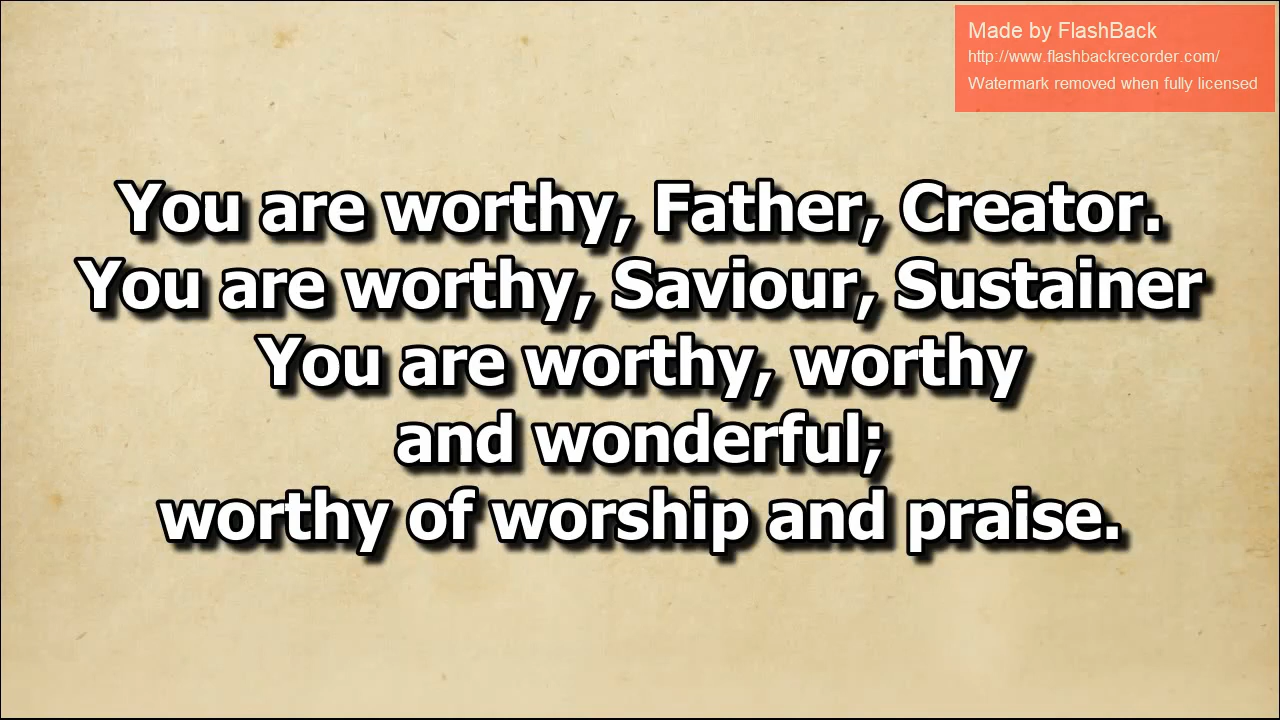 Made by FlashBack
http://www.flashbackrecorder.com/
Watermark removed when fully licensed
You are worthy, Father, Creator.
You are worthy, Saviour, Sustainer
You are worthy, worthy
and wonderful;
worthy of worship and praise.